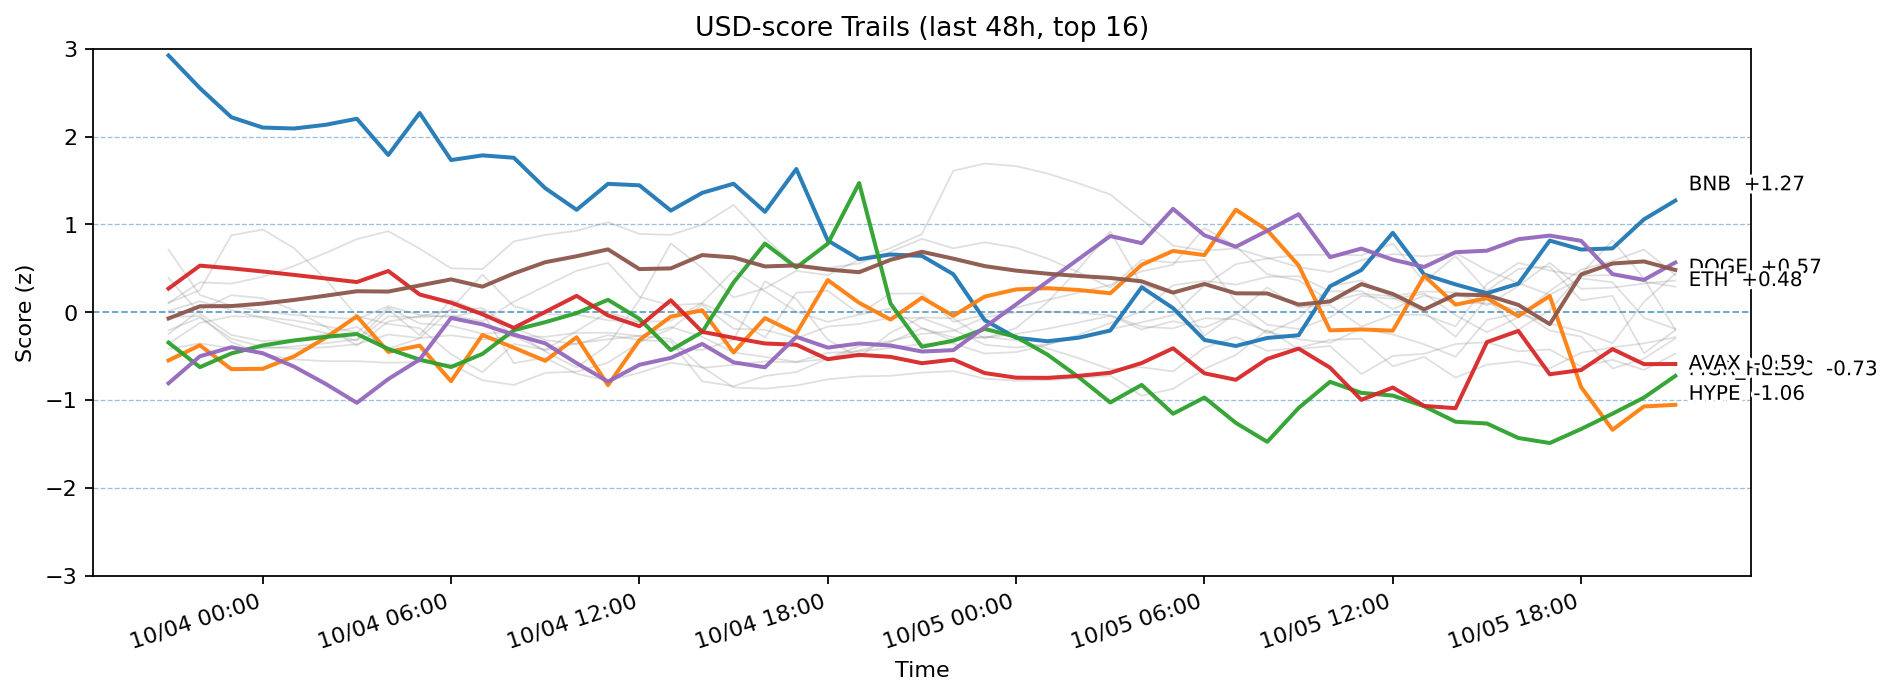 USD-score Trails (last 48h, top 16)
Score (z)
3
2
1
0
−1
−2
−3
BNB +1.27
DOGE +0.57
ETH +0.48
AVAX -0.59
-0.73
HYPE -1.06
10/04 00:00
10/04 06:00
10/04 12:00
10/04 18:00
10/05 00:00
10/05 06:00
10/05 12:00
10/05 18:00
Time